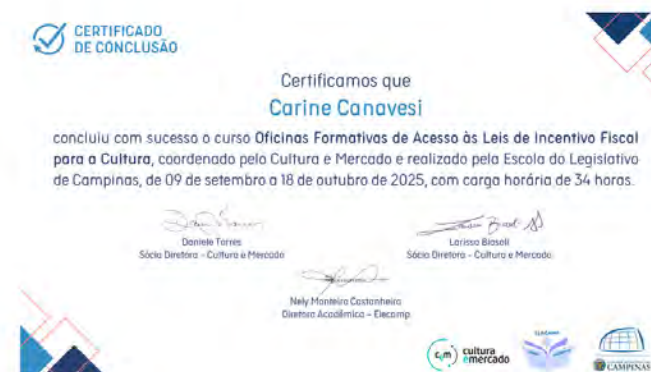 CERTIFICADO
DE CONCLUSÃO
Certificamos que
Carine Canavesi
concluiu com sucesso o curso Oficinas Formativas de Acesso às Leis de Incentivo Fiscal
para a Cultura, coordenado pelo Cultura e Mercado e realizado pela Escola do Legislativo
de Campinas, de 09 de setembro a 18 de outubro de 2025, com carga horária de 34 horas.
Daniele Torres
Sócia Diretora - Cultura e Mercado
Larissa Biasoli
Sócia Diretora - Cultura e Mercado
Nely Monteiro Castanheira
Diretora Acadêmica - Elecamp
c,m
cultura
emercado
ELECAMP
CAMPINAS